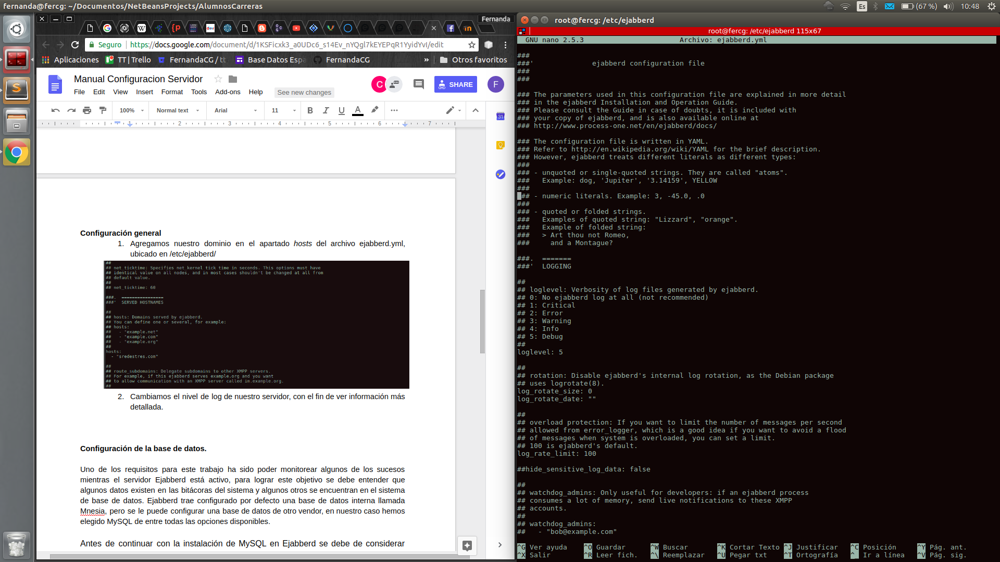 fernanda@fercg: ~/Documentos/NetBeansProjects/AlumnosCarreras
Es
(67 %)
10:48
Fernanda
Seguro
https://docs.google.com/document/d/1KSFicxk3_a0UDc6_s14Ev_nYQgl7kEYEPqR1YyidYvI/edit
Aplicaciones
TT | Trello
FernandaCG / tt
Base Datos Espa
FernandaCG
»
Otros favoritos
Manual Configuracion Servidor
C
SHARE
F
File Edit View Insert Format Tools Add-ons Help
See new changes
100% Normal text Arial 11 B I U A
1 2 3 4 5 6 7
31
Configuración general
1. Agregamos nuestro dominio en el apartado hosts del archivo ejabberd.yml,
ubicado en /etc/ejabberd/
##
## net_ticktime: Specifies net_kernel tick time in seconds. This options must have
## identical value on all nodes, and in most cases shouldn't be changed at all from
## default value.
##
## net_ticktime: 60
###. ================
###' SERVED HOSTNAMES
##
## hosts: Domains served by ejabberd.
## You can define one or several, for example:
## hosts:
## - "example.net"
## - "example.com"
## - "example.org"
##
hosts:
- "sredestres.com"
##
## route_subdomains: Delegate subdomains to other XMPP servers.
## For example, if this ejabberd serves example.org and you want
## to allow communication with an XMPP server called im.example.org.
##
2. Cambiamos el nivel de log de nuestro servidor, con el fin de ver información más
detallada.
Configuración de la base de datos.
Uno de los requisitos para este trabajo ha sido poder monitorear algunos de los sucesos
mientras el servidor Ejabberd está activo, para lograr este objetivo se debe entender que
algunos datos existen en las bitácoras del sistema y algunos otros se encuentran en el sistema
de base de datos. Ejabberd trae configurado por defecto una base de datos interna llamada
Mnesia, pero se le puede configurar una base de datos de otro vendor, en nuestro caso hemos
elegido MySQL de entre todas las opciones disponibles.
Antes de continuar con la instalación de MySQL en Ejabberd se debe de considerar
root@fercg: /etc/ejabberd
root@fercg: /etc/ejabberd 115x67
GNU nano 2.5.3 Archivo: ejabberd.yml
###
###' ejabberd configuration file
###
###
### The parameters used in this configuration file are explained in more detail
### in the ejabberd Installation and Operation Guide.
### Please consult the Guide in case of doubts, it is included with
### your copy of ejabberd, and is also available online at
### http://www.process-one.net/en/ejabberd/docs/
### The configuration file is written in YAML.
### Refer to http://en.wikipedia.org/wiki/YAML for the brief description.
### However, ejabberd treats different literals as different types:
###
### - unquoted or single-quoted strings. They are called "atoms".
### Example: dog, 'Jupiter', '3.14159', YELLOW
###
### - numeric literals. Example: 3, -45.0, .0
###
### - quoted or folded strings.
### Examples of quoted string: "Lizzard", "orange".
### Example of folded string:
### > Art thou not Romeo,
### and a Montague?
###. =======
###' LOGGING
##
## loglevel: Verbosity of log files generated by ejabberd.
## 0: No ejabberd log at all (not recommended)
## 1: Critical
## 2: Error
## 3: Warning
## 4: Info
## 5: Debug
##
loglevel: 5
##
## rotation: Disable ejabberd's internal log rotation, as the Debian package
## uses logrotate(8).
log_rotate_size: 0
log_rotate_date: ""
##
## overload protection: If you want to limit the number of messages per second
## allowed from error_logger, which is a good idea if you want to avoid a flood
## of messages when system is overloaded, you can set a limit.
## 100 is ejabberd's default.
log_rate_limit: 100
##hide_sensitive_log_data: false
##
## watchdog_admins: Only useful for developers: if an ejabberd process
## consumes a lot of memory, send live notifications to these XMPP
## accounts.
##
## watchdog_admins:
## - "bob@example.com"
^G Ver ayuda ^O Guardar ^W Buscar ^K Cortar Texto ^J Justificar ^C Posición ^Y Pág. ant.
^X Salir ^R Leer fich. ^\ Reemplazar ^U Pegar txt ^T Ortografía ^_ Ir a línea ^V Pág. sig.